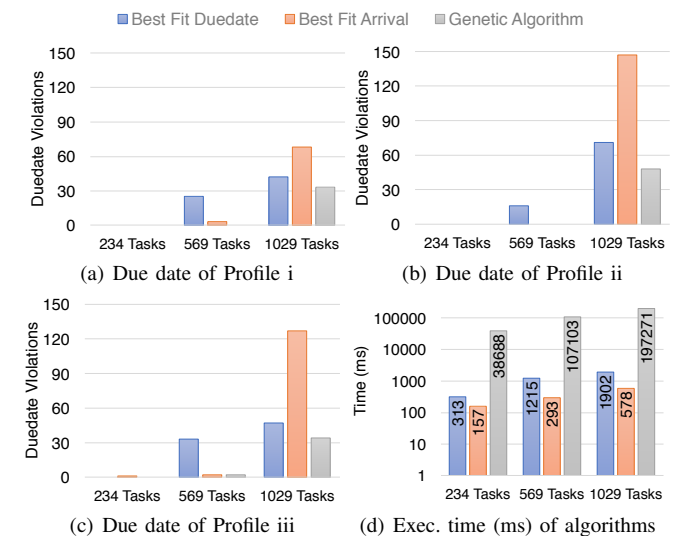 Best Fit Duedate Best Fit Arrival Genetic Algorithm
Duedate Violations
150
120
90
60
30
0
234 Tasks 569 Tasks 1029 Tasks
(a) Due date of Profile i
Duedate Violations
150
120
90
60
30
0
234 Tasks 569 Tasks 1029 Tasks
(b) Due date of Profile ii
Duedate Violations
150
120
90
60
30
0
234 Tasks 569 Tasks 1029 Tasks
(c) Due date of Profile iii
Time (ms)
100000
10000
1000
100
10
1
313
157
38688
1215
293
107103
1902
578
197271
234 Tasks 569 Tasks 1029 Tasks
(d) Exec. time (ms) of algorithms